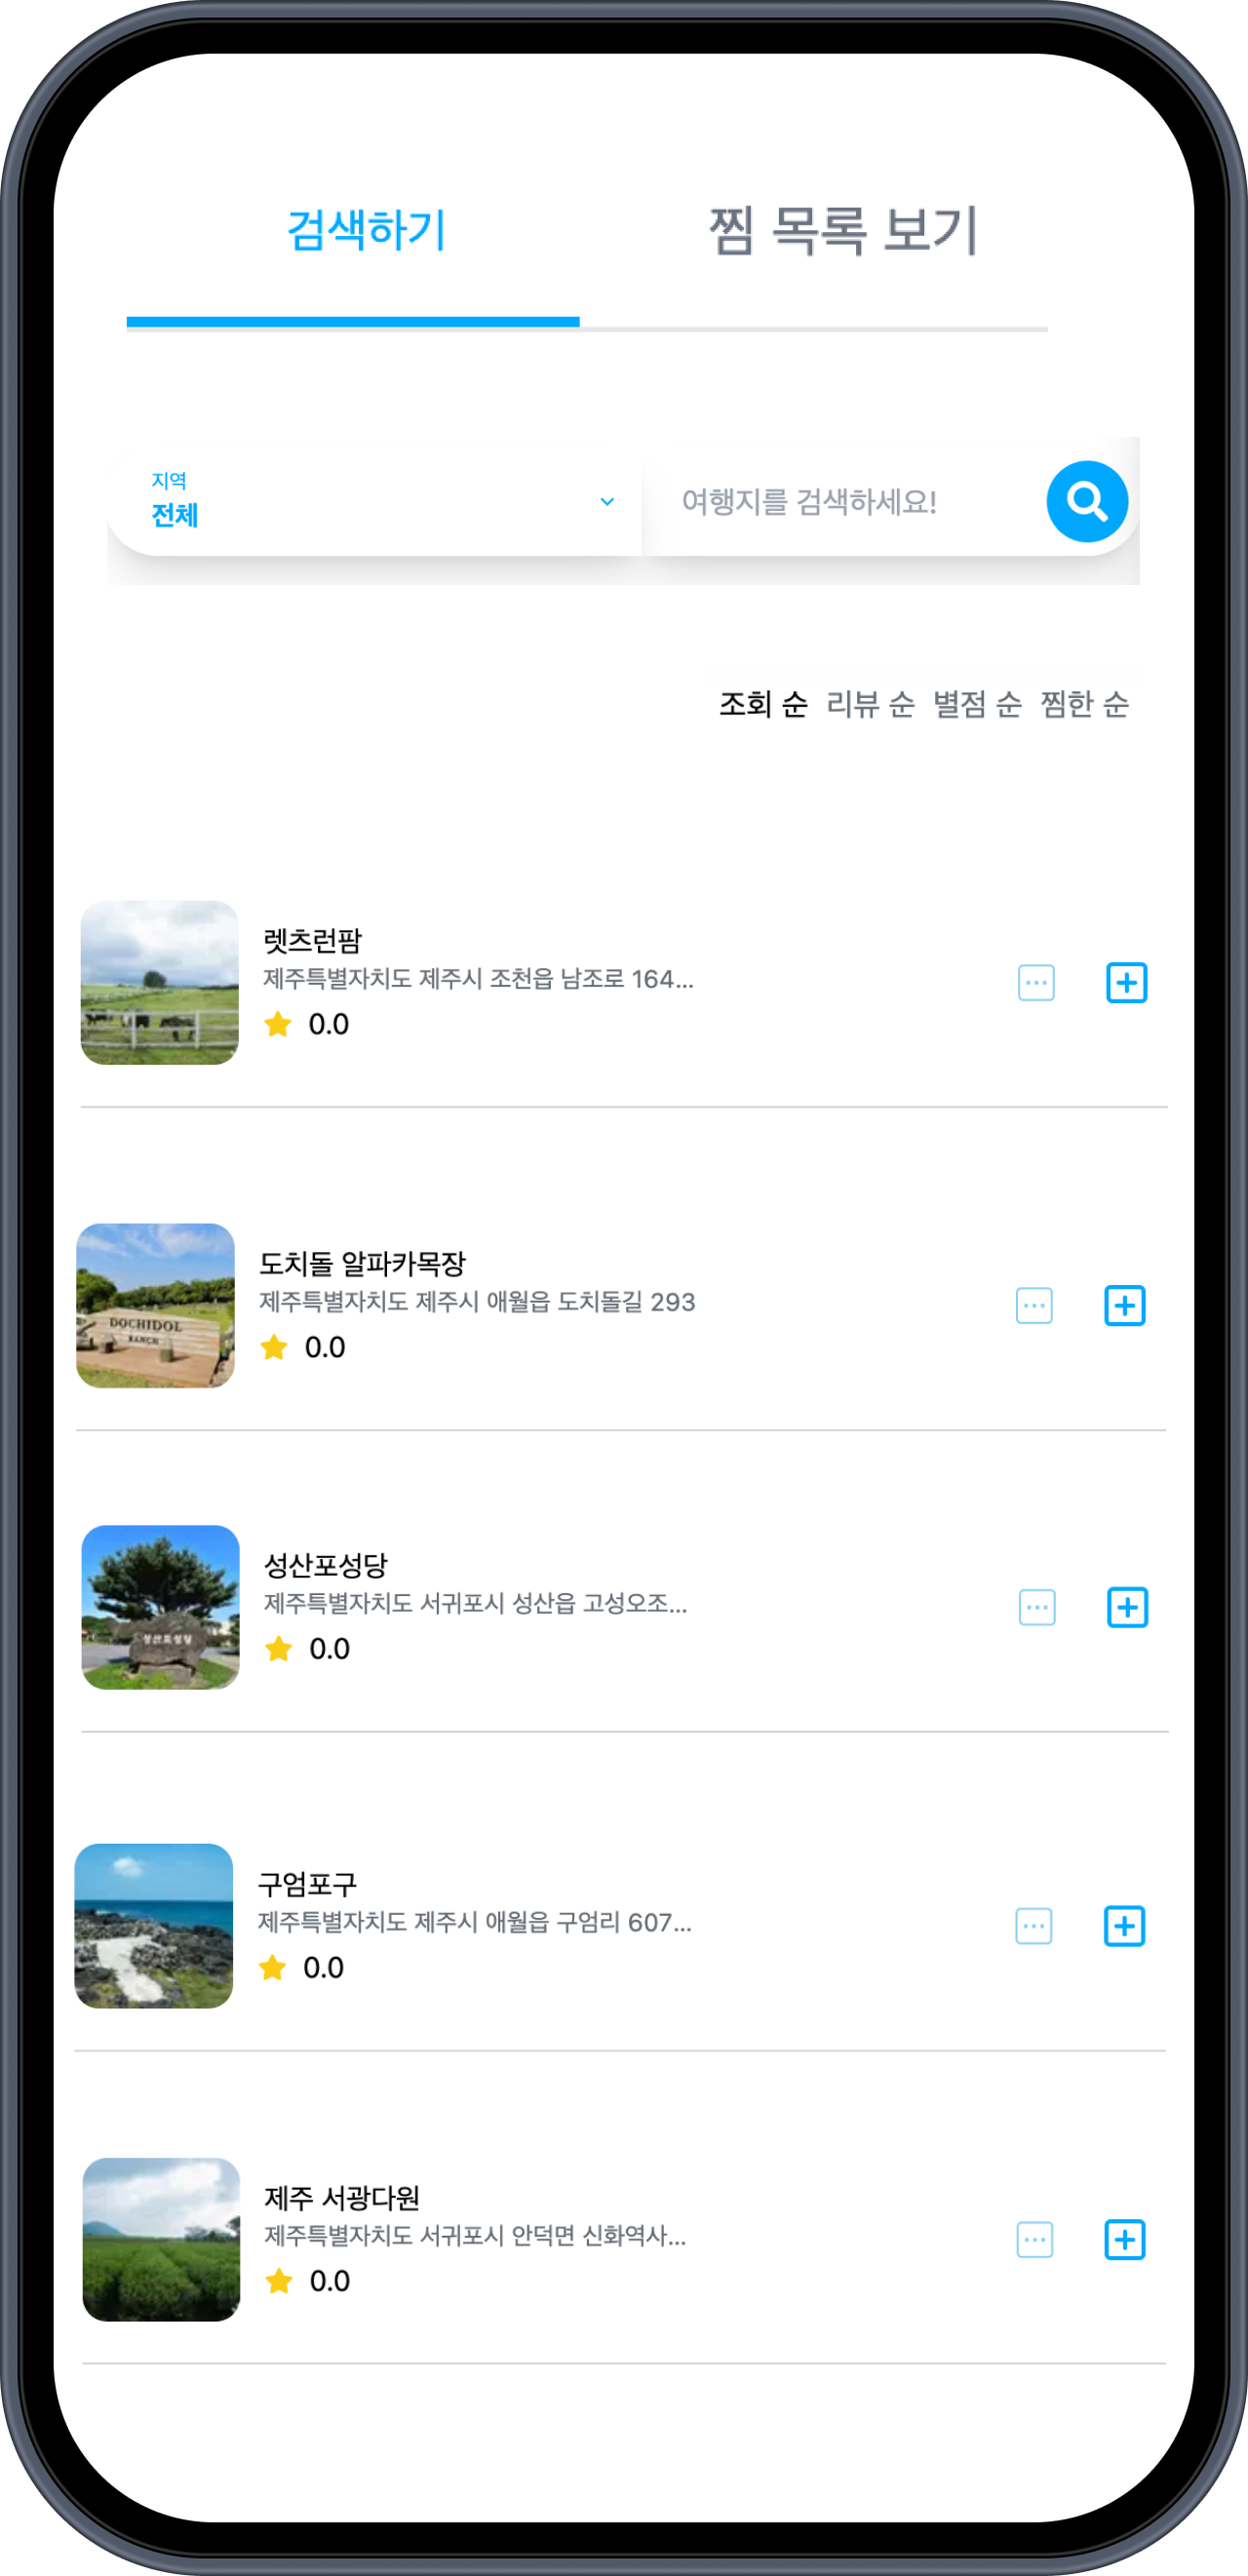 검색하기
찜 목록 보기
지역
전체
여행지를 검색하세요!
조회 순 리뷰 순 별점 순 찜한 순
렛츠런팜
제주특별자치도 제주시 조천읍 남조로 164...
0.0
도치돌 알파카목장
제주특별자치도 제주시 애월읍 도치돌길 293
0.0
DOCHIDOL
RANCH
성산포성당
제주특별자치도 서귀포시 성산읍 고성오조...
0.0
성산포성당
구엄포구
제주특별자치도 제주시 애월읍 구엄리 607...
0.0
제주 서광다원
제주특별자치도 서귀포시 안덕면 신화역사...
0.0